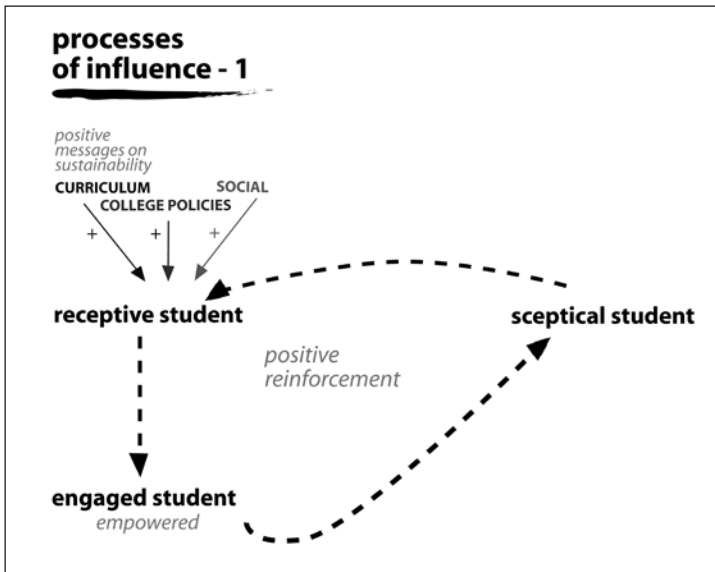 processes
of influence - 1
positive
messages on
sustainability
CURRICULUM
SOCIAL
COLLEGE POLICIES
+
+
+
receptive student
sceptical student
positive
reinforcement
engaged student
empowered